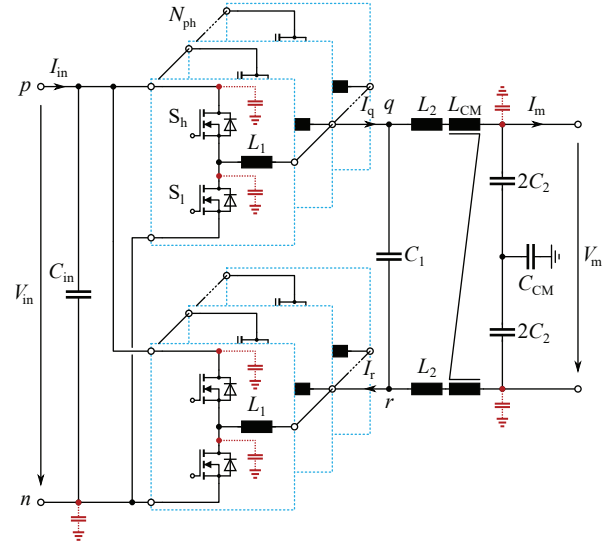 N_ph
I_in
p
I_q
q
L_2
L_CM
I_m
S_h
L_1
S_l
2C_2
C_in
C_1
C_CM
V_in
V_m
2C_2
I_r
L_2
L_1
r
n